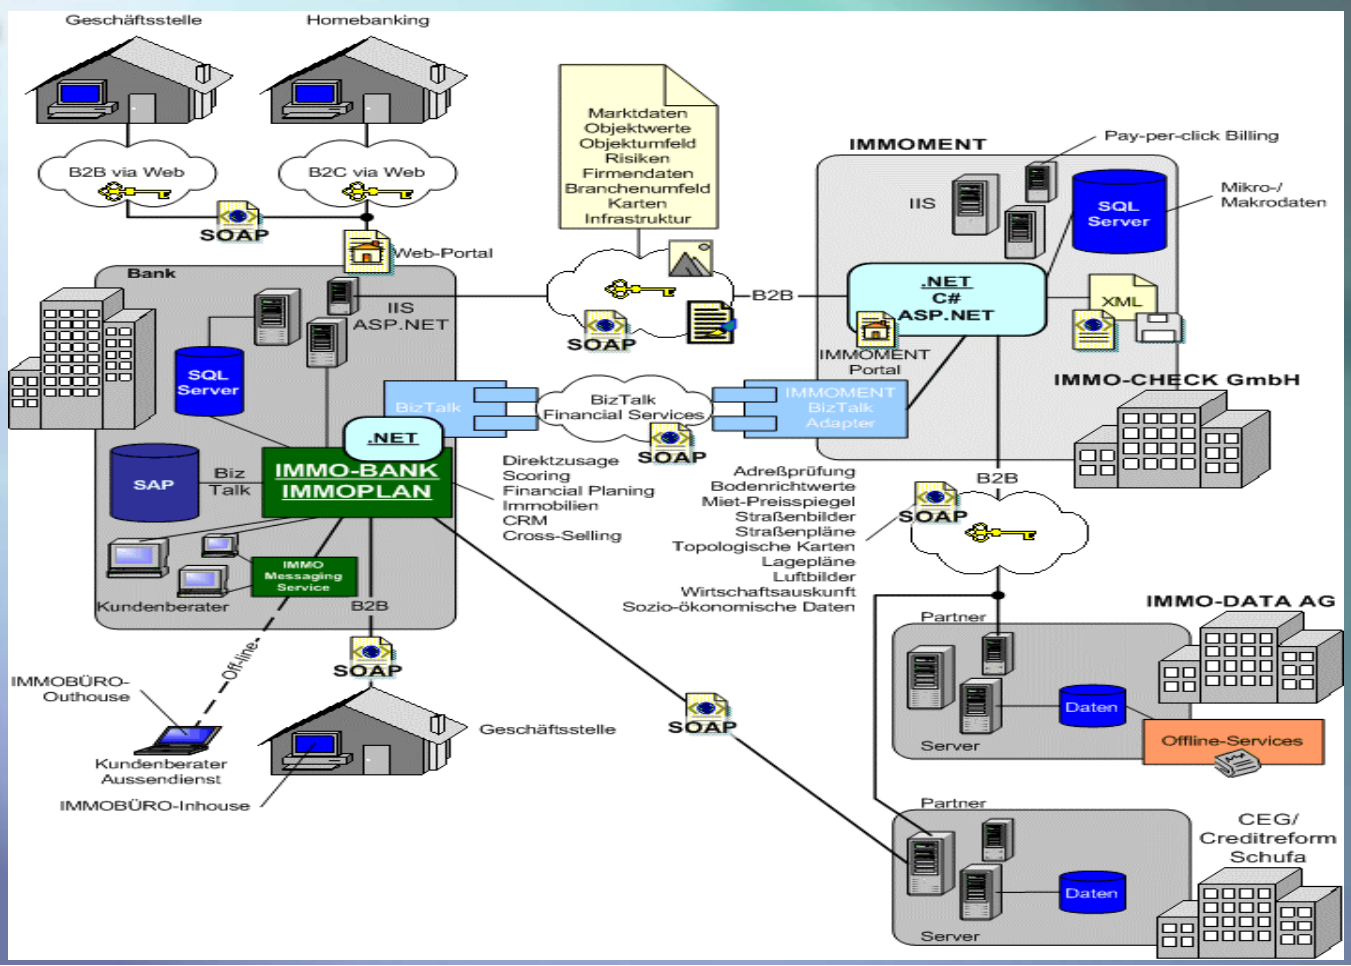 Geschäftsstelle
Homebanking
B2B via Web
B2C via Web
SOAP
Web-Portal
Marktdaten
Objektwerte
Objektumfeld
Risiken
Firmendaten
Branchenumfeld
Karten
Infrastruktur
IMMOMENT
Pay-per-click Billing
IIS
SQL
Server
Mikro-/
Makrodaten
Bank
IIS
ASP.NET
SOAP
B2B
.NET
C#
ASP.NET
XML
IMMOMENT
Portal
SQL
Server
BizTalk
.NET
BizTalk
Financial Services
SOAP
IMMOMENT
BizTalk
Adapter
IMMO-CHECK GmbH
SAP
Biz
Talk
IMMO-BANK
IMMOPLAN
Direktzusage
Scoring
Financial Planing
Immobilien
CRM
Cross-Selling
Adreßprüfung
Bodenrichtwerte
Miet-Preisspiegel
Straßenbilder
Straßenpläne
Topologische Karten
Lagepläne
Luftbilder
Wirtschaftsauskunft
Sozio-ökonomische Daten
B2B
SOAP
IMMO
Messaging
Service
Kundenberater
B2B
SOAP
Off-line
IMMOBÜRO-
Outhouse
Kundenberater
Aussendienst
IMMOBÜRO-Inhouse
Geschäftsstelle
SOAP
Partner
IMMO-DATA AG
Daten
Server
Offline-Services
Partner
CEG/
Creditreform
Schufa
Daten
Server